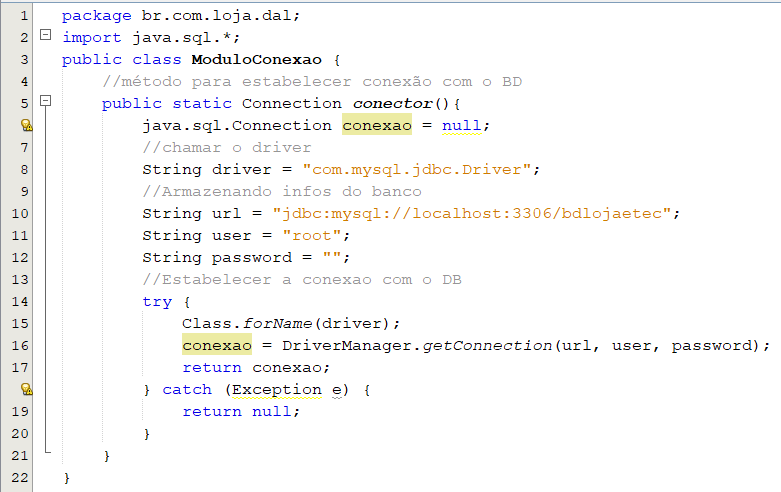 1 package br.com.loja.dal;
2 import java.sql.*;
3 public class ModuloConexao {
4 //método para estabelecer conexão com o BD
5 public static Connection conector(){
java.sql.Connection conexao = null;
7 //chamar o driver
8 String driver = "com.mysql.jdbc.Driver";
9 //Armazenando infos do banco
10 String url = "jdbc:mysql://localhost:3306/bdlojaetec";
11 String user = "root";
12 String password = "";
13 //Estabelecer a conexao com o DB
14 try {
15 Class.forName(driver);
16 conexao = DriverManager.getConnection(url, user, password);
17 return conexao;
} catch (Exception e) {
19 return null;
20 }
21 }
22 }